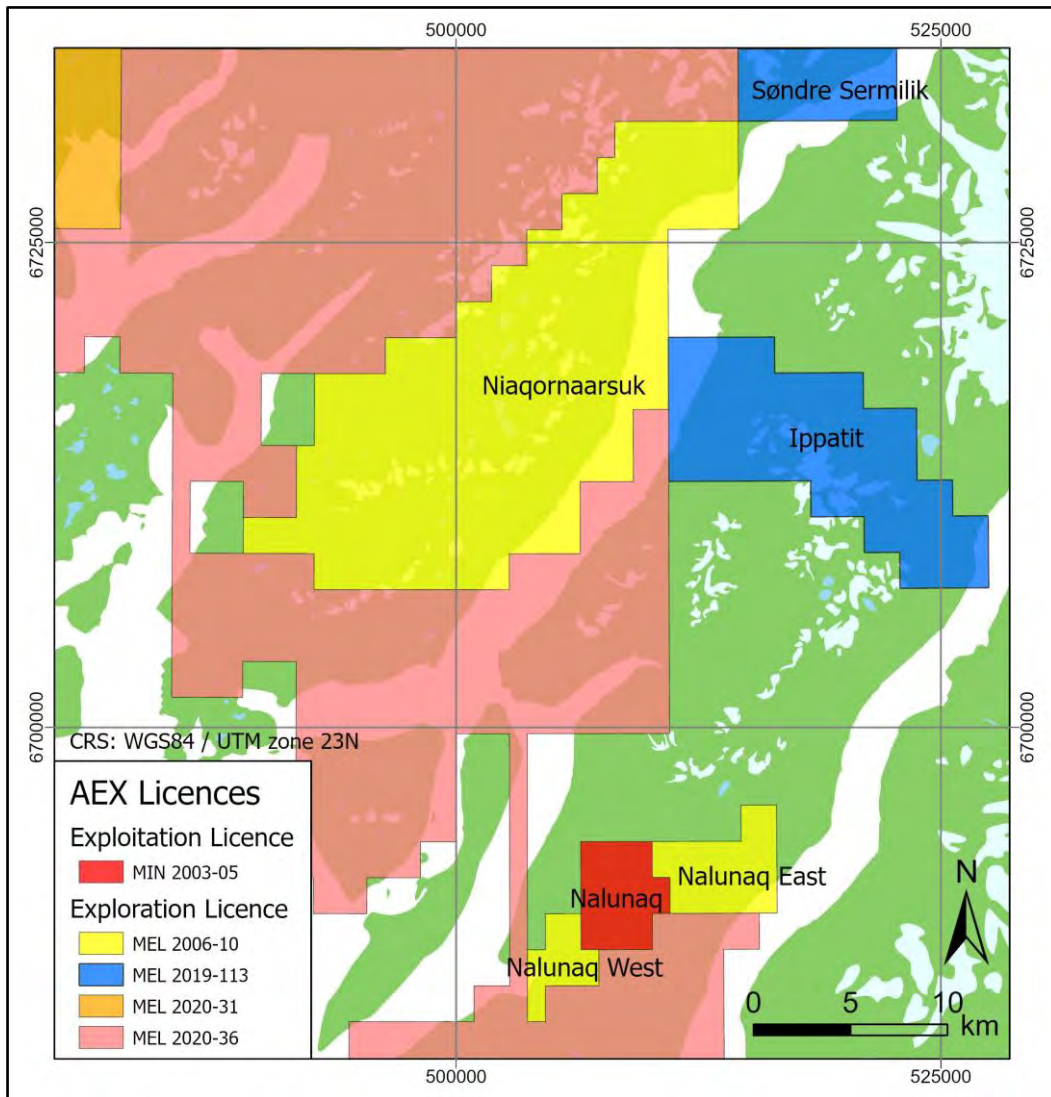 500000
525000
Søndre Sermilik
6725000
6725000
Niaqornaarsuk
Ippatit
6700000
6700000
CRS: WGS84 / UTM zone 23N
AEX Licences
Exploitation Licence
MIN 2003-05
Exploration Licence
MEL 2006-10
MEL 2019-113
MEL 2020-31
MEL 2020-36
Nalunaq East
Nalunaq
Nalunaq West
N
0 5 10
km
500000
525000